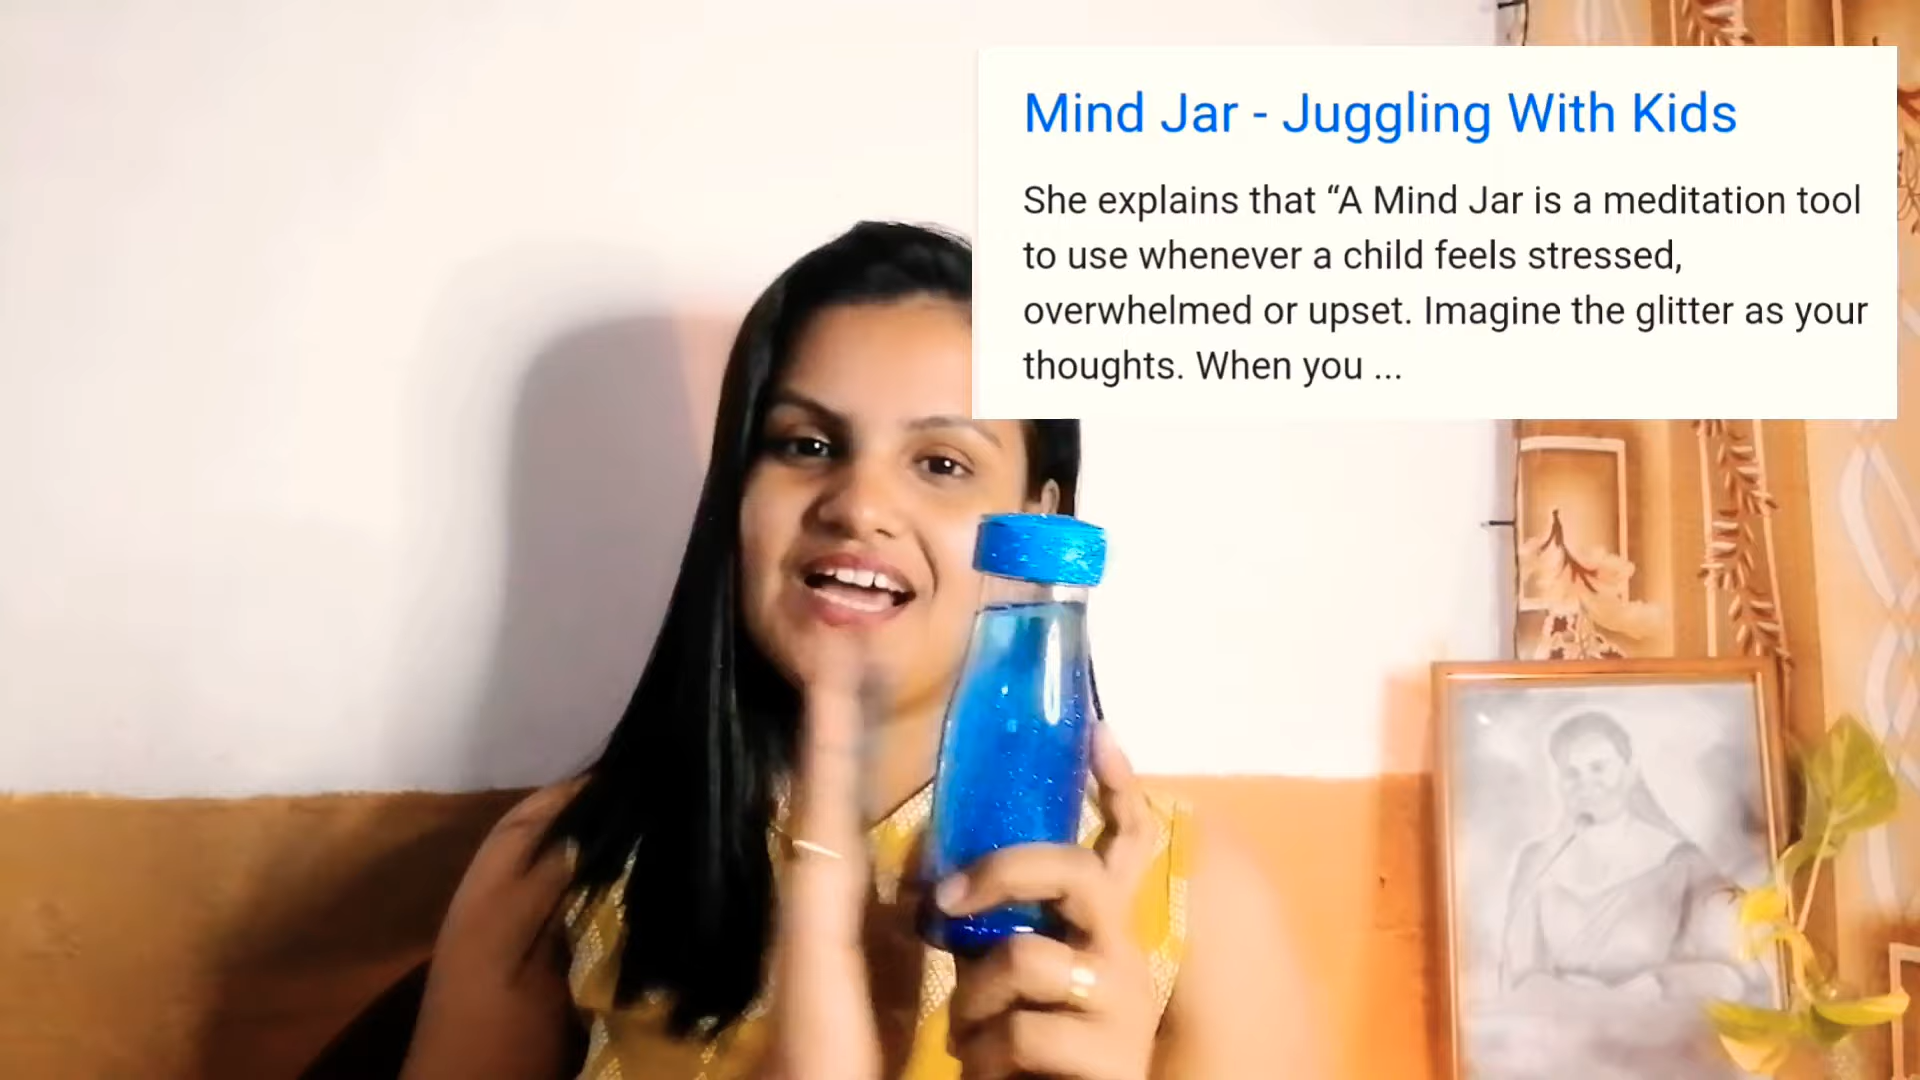 Mind Jar - Juggling With Kids
She explains that “A Mind Jar is a meditation tool
to use whenever a child feels stressed,
overwhelmed or upset. Imagine the glitter as your
thoughts. When you ...